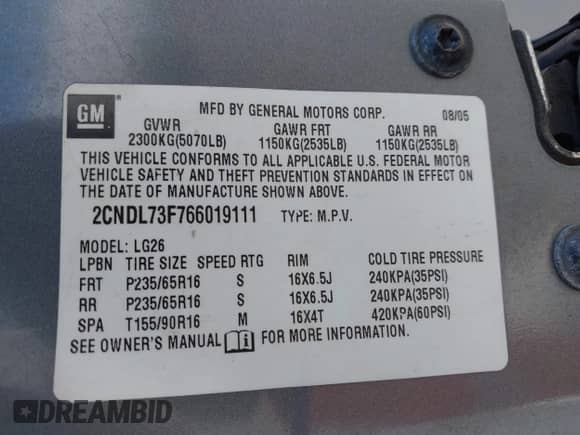 GM
MFD BY GENERAL MOTORS CORP. 08/05
GVWR GAWR FRT GAWR RR
2300KG(5070LB) 1150KG(2535LB) 1150KG(2535LB)
THIS VEHICLE CONFORMS TO ALL APPLICABLE U.S. FEDERAL MOTOR
VEHICLE SAFETY AND THEFT PREVENTION STANDARDS IN EFFECT ON
THE DATE OF MANUFACTURE SHOWN ABOVE.
2CNDL73F766019111 TYPE: M.P.V.
MODEL: LG26
LPBN TIRE SIZE SPEED RTG RIM COLD TIRE PRESSURE
FRT P235/65R16 S 16X6.5J 240KPA(35PSI)
RR P235/65R16 S 16X6.5J 240KPA(35PSI)
SPA T155/90R16 M 16X4T 420KPA(60PSI)
SEE OWNER'S MANUAL FOR MORE INFORMATION.
DREAMBID